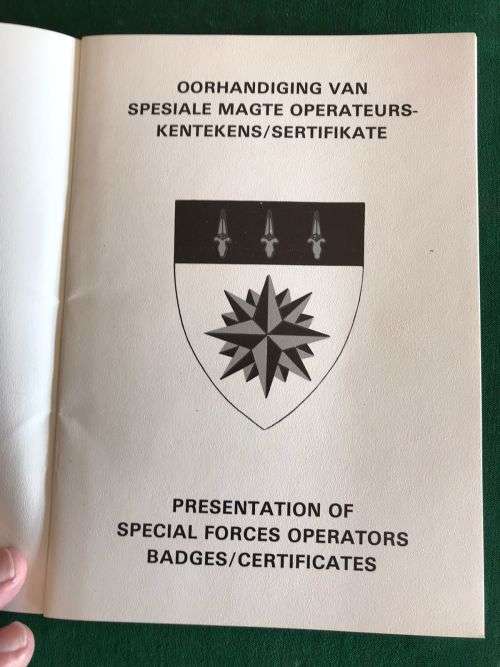 OORHANDIGING VAN
SPESIALE MAGTE OPERATEURS-
KENTEKENS/SERTIFIKATE
PRESENTATION OF
SPECIAL FORCES OPERATORS
BADGES/CERTIFICATES